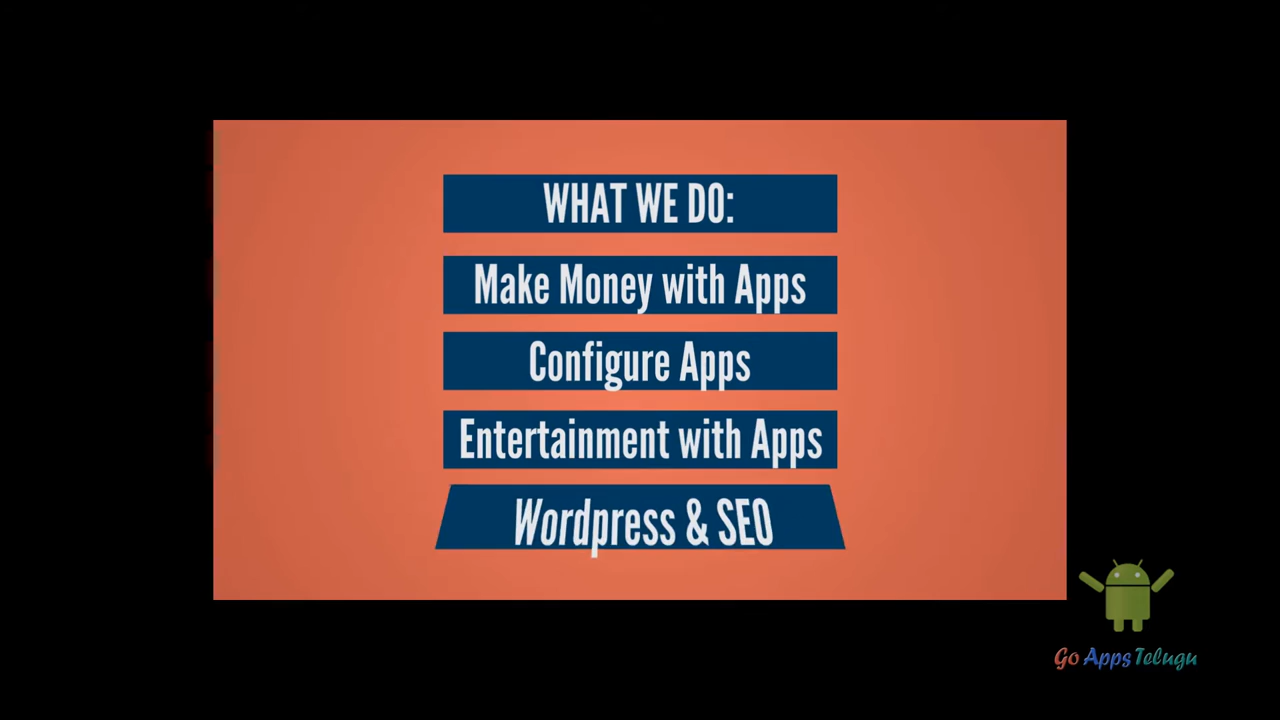 WHAT WE DO:
Make Money with Apps
Configure Apps
Entertainment with Apps
Wordpress & SEO
Go Apps Telugu